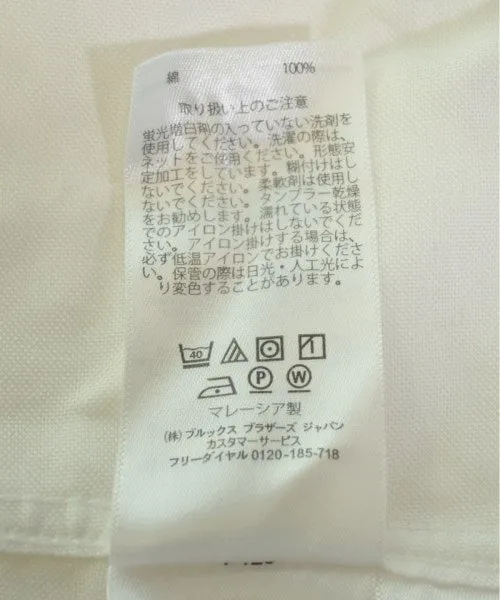 綿 100%
取り扱い上のご注意
蛍光増白剤の入っていない洗剤を
使用してください。洗濯の際は、
ネットをご使用ください。形態安
定加工をしています。糊付けはし
ないでください。柔軟剤は使用し
ないでください。タンブラー乾燥
をお勧めします。濡れている状態
でのアイロン掛けはしないでくだ
さい。アイロン掛けする場合は、
必ず低温アイロンでお掛けくださ
い。保管の際は日光・人工光によ
り変色することがあります。
40
P W
マレーシア製
(株) ブルックス ブラザーズ ジャパン
カスタマーサービス
フリーダイヤル 0120-185-718